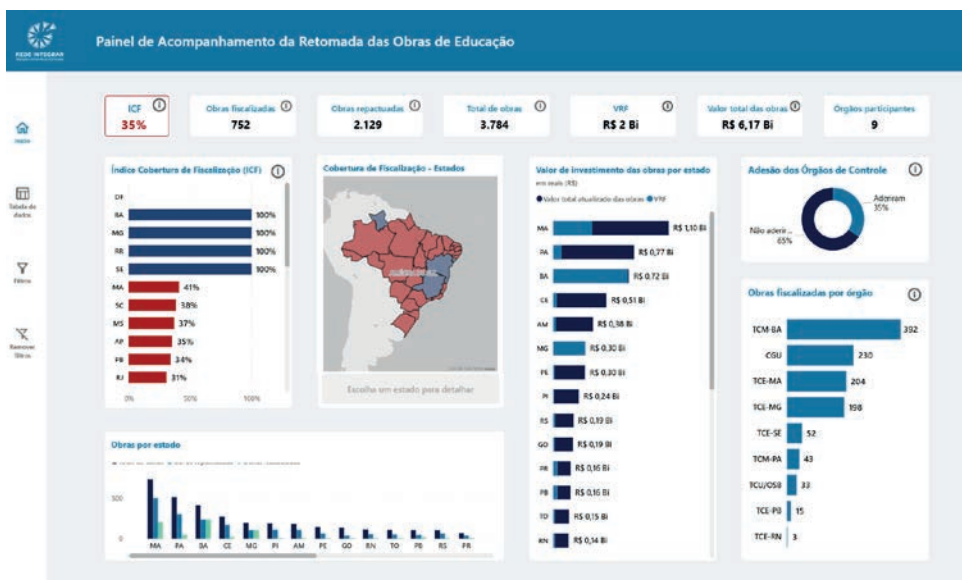 REDE INTEGRAR
Painel de Acompanhamento da Retomada das Obras de Educação
Início
Tabela de dados
Filtros
Remover filtros
ICF
35%
Obras fiscalizadas
752
Obras repactuadas
2.129
Total de obras
3.784
VRF
R$ 2 Bi
Valor total das obras
R$ 6,17 Bi
Órgãos participantes
9
Índice Cobertura de Fiscalização (ICF)
DF
BA 100%
MG 100%
RR 100%
SE 100%
MA 41%
SC 38%
MS 37%
AP 35%
PB 34%
RJ 31%
0% 50% 100%
Cobertura de Fiscalização - Estados
Escolha um estado para detalhar
Valor de investimento das obras por estado
em reais (R$)
Valor total atualizado das obras VRF
MA R$ 1,10 Bi
PA R$ 0,77 Bi
BA R$ 0,72 Bi
CE R$ 0,51 Bi
AM R$ 0,38 Bi
MG R$ 0,30 Bi
PE R$ 0,30 Bi
PI R$ 0,24 Bi
RS R$ 0,19 Bi
GO R$ 0,19 Bi
PR R$ 0,16 Bi
PB R$ 0,16 Bi
TO R$ 0,15 Bi
RN R$ 0,14 Bi
Adesão dos Órgãos de Controle
Aderiram
35%
Não aderir...
65%
Obras fiscalizadas por órgão
TCM-BA 392
CGU 230
TCE-MA 204
TCE-MG 198
TCE-SE 52
TCM-PA 43
TCU/OSB 33
TCE-PB 15
TCE-RN 3
Obras por estado
500
0
MA PA BA CE MG PI AM PE GO RN TO PB RS PR